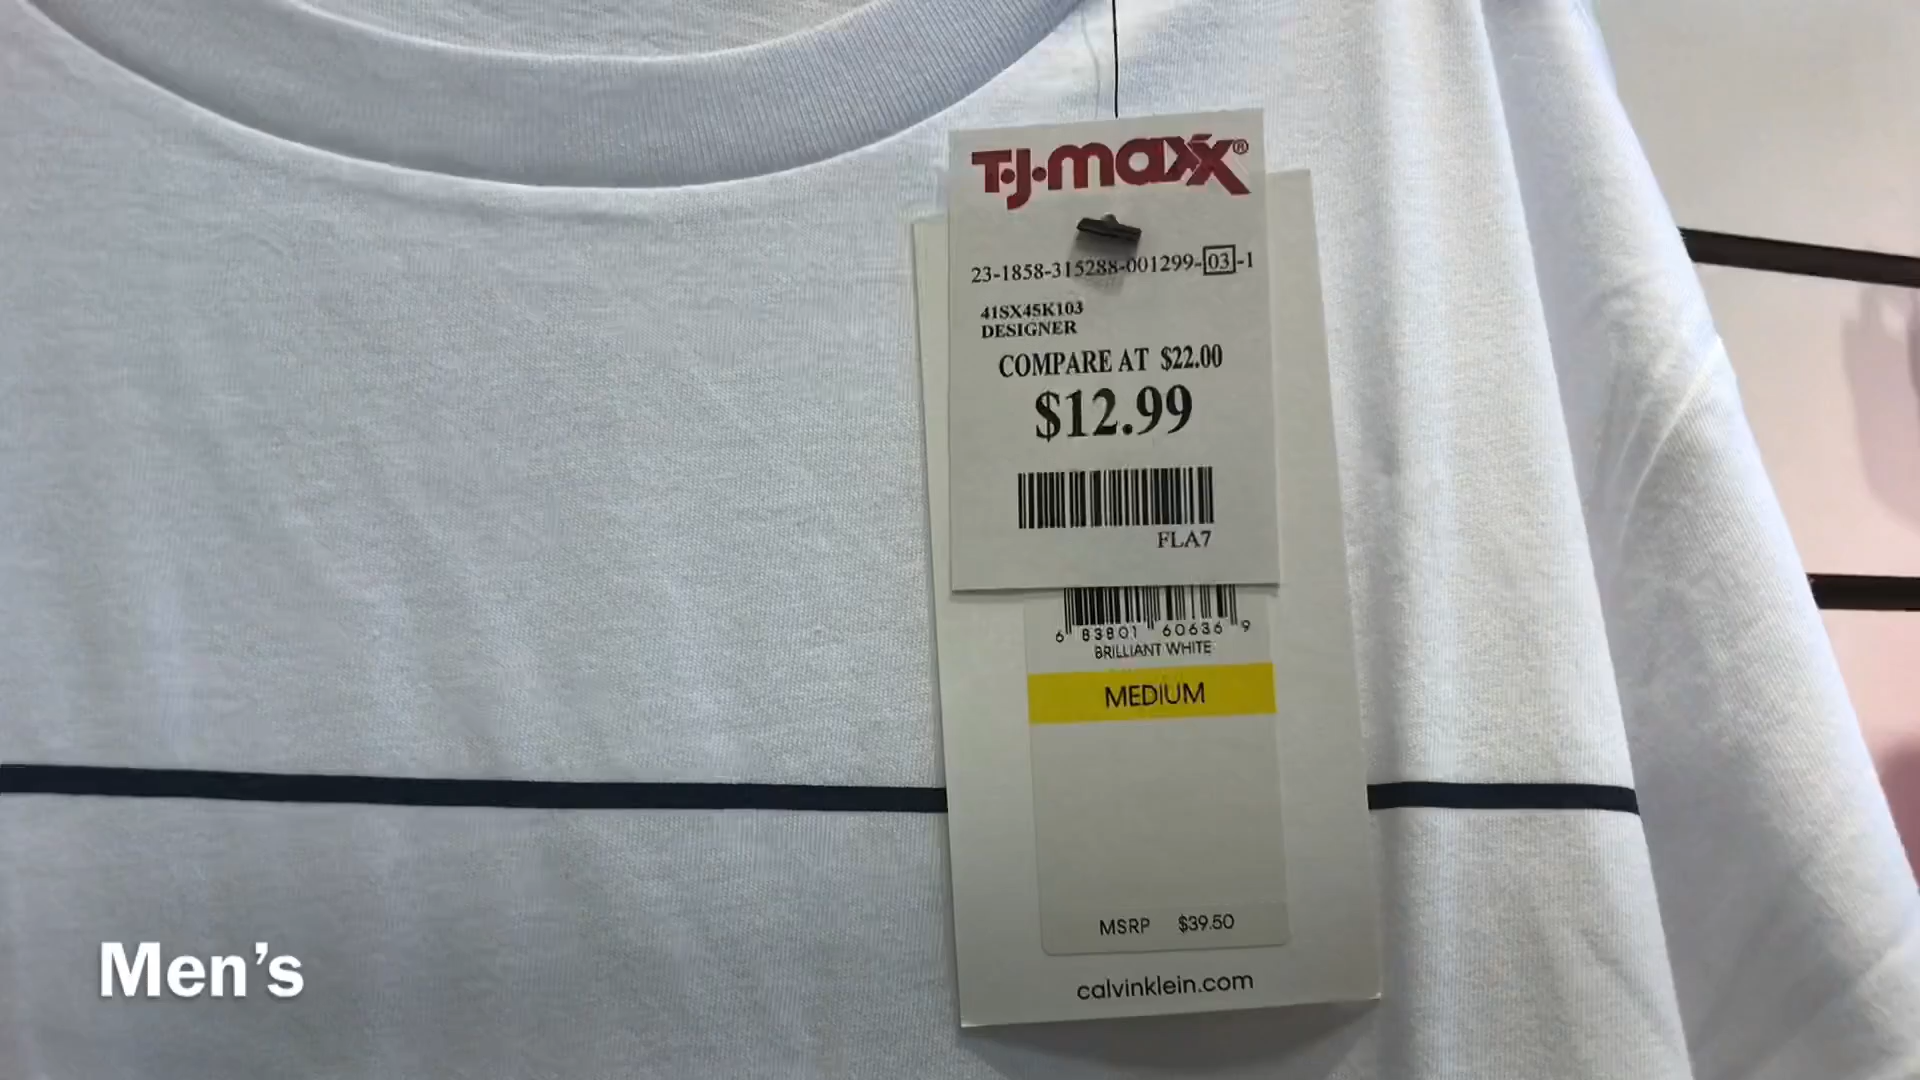 T.J.maxx®
23-1858-315288-001299-03-1
41SX45K103
DESIGNER
COMPARE AT $22.00
$12.99
FLA7
6 83801 60636 9
BRILLIANT WHITE
MEDIUM
MSRP $39.50
calvinklein.com
Men's